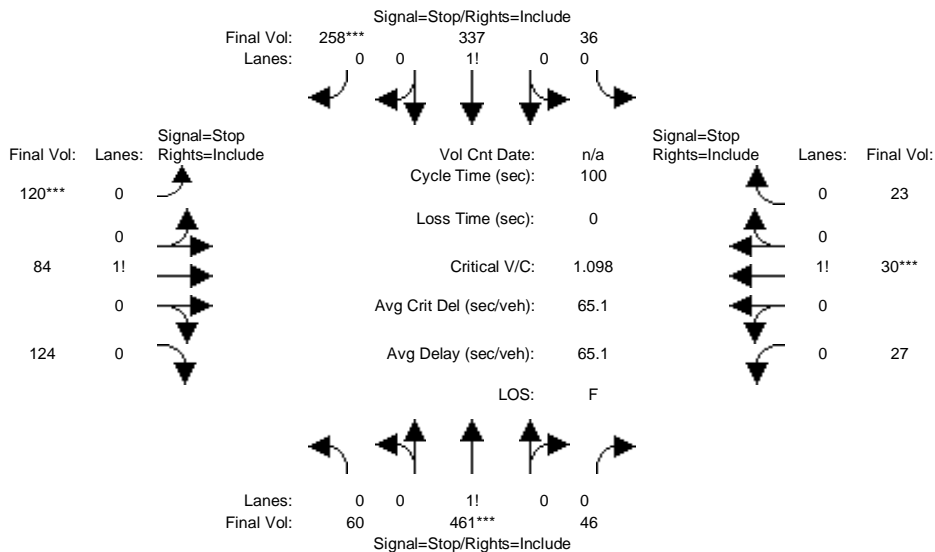 Signal=Stop/Rights=Include
Final Vol: 258*** 337 36
Lanes: 0 0 1! 0 0
Signal=Stop
Final Vol: Lanes: Rights=Include
Vol Cnt Date: n/a
Signal=Stop
Rights=Include Lanes: Final Vol:
Cycle Time (sec): 100
120*** 0
0 23
Loss Time (sec): 0
0
0
84 1!
Critical V/C: 1.098
1! 30***
0
Avg Crit Del (sec/veh): 65.1
0
124 0
Avg Delay (sec/veh): 65.1
0 27
LOS: F
Lanes: 0 0 1! 0 0
Final Vol: 60 461*** 46
Signal=Stop/Rights=Include